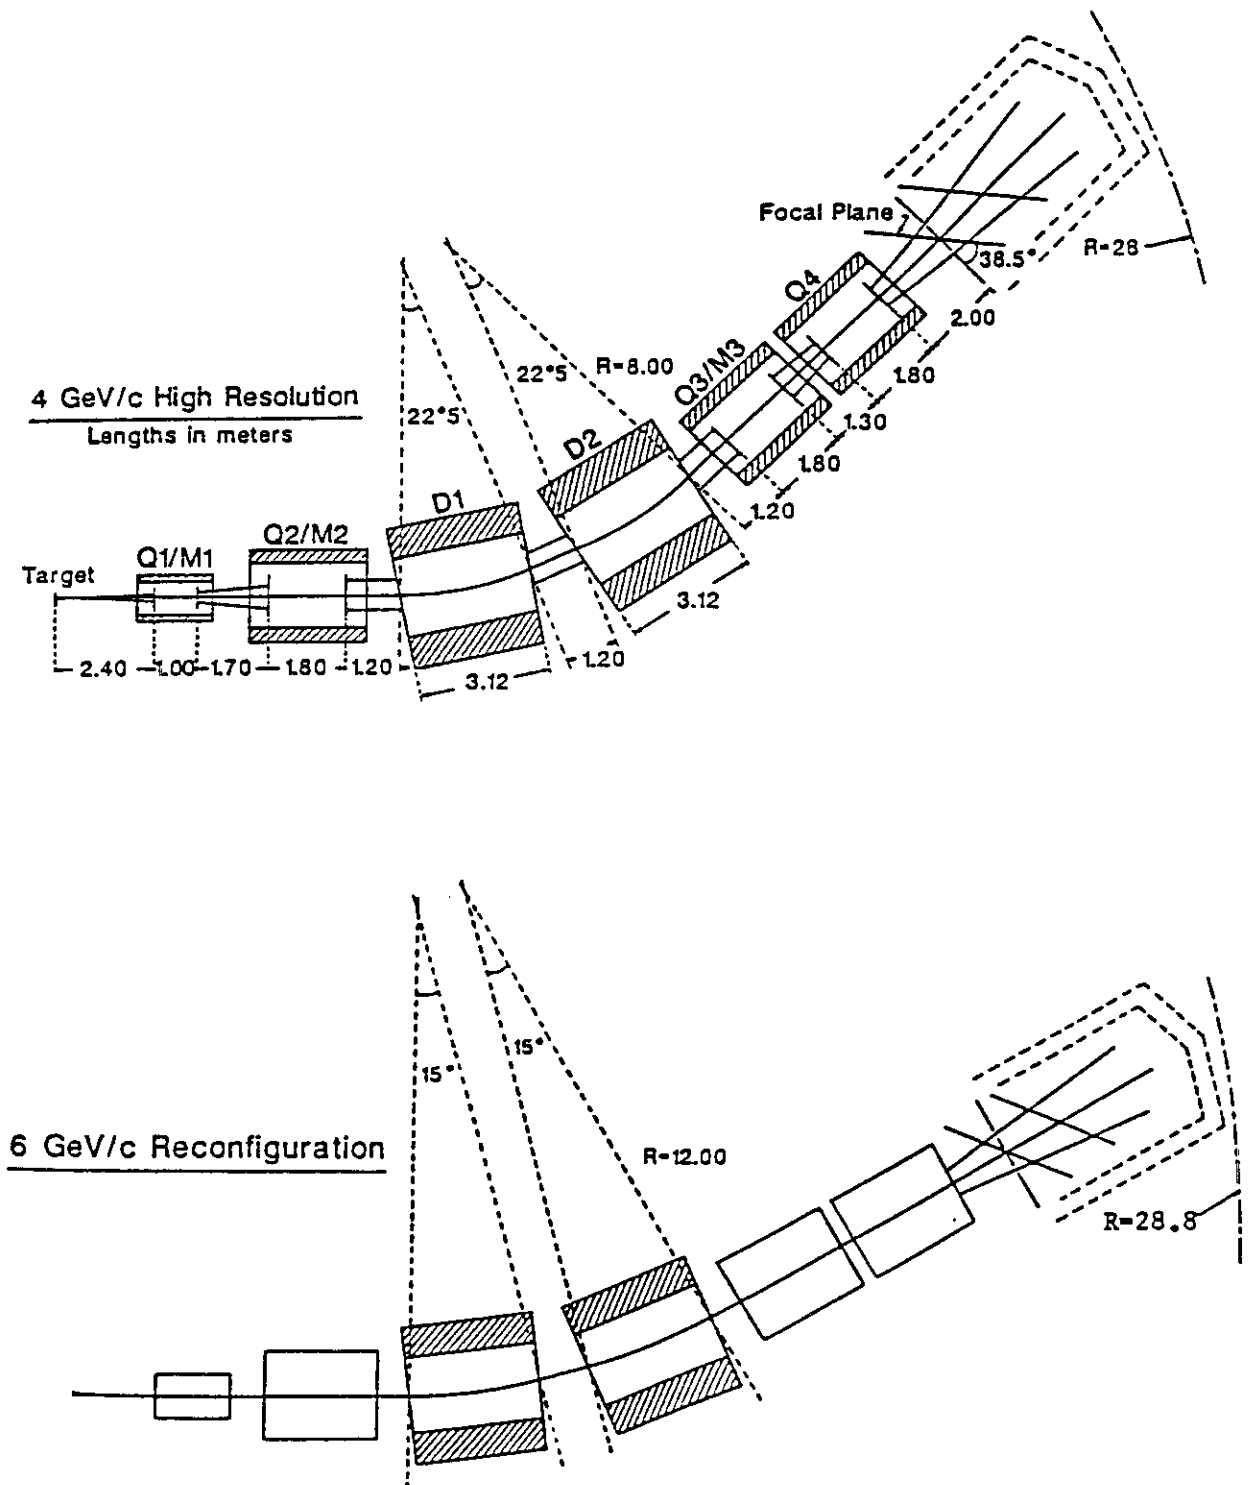 Focal Plane
38.5°
R=28
Q4
2.00
Q3/M3
1.80
1.30
1.80
1.20
R=8.00
22°5
22°5
4 GeV/c High Resolution
Lengths in meters
D2
D1
Q2/M2
Q1/M1
Target
3.12
1.20
2.40
1.00
1.70
1.80
1.20
3.12
15°
15°
6 GeV/c Reconfiguration
R=12.00
R=28.8